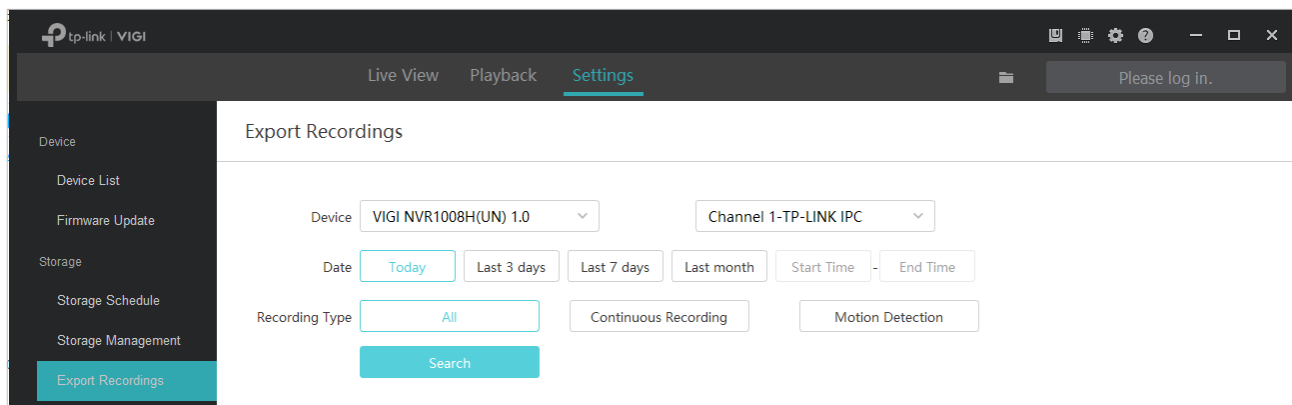 tp-link | VIGI
Live View Playback Settings Please log in.
Device
Device List
Firmware Update
Storage
Storage Schedule
Storage Management
Export Recordings
Export Recordings
Device VIGI NVR1008H(UN) 1.0 Channel 1-TP-LINK IPC
Date Today Last 3 days Last 7 days Last month Start Time - End Time
Recording Type All Continuous Recording Motion Detection
Search